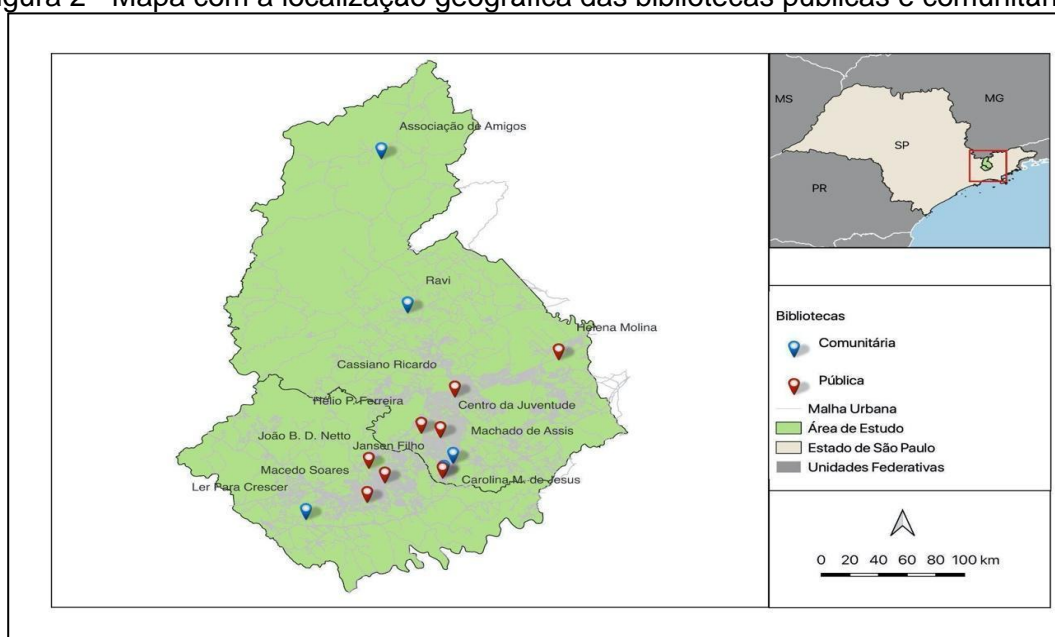 Figura 2 - Mapa com a localização geográfica das bibliotecas públicas e comunitárias
Associação de Amigos
Ravi
Helena Molina
Cassiano Ricardo
Hélio P. Ferreira
Centro da Juventude
João B. D. Netto
Jansen Filho
Machado de Assis
Macedo Soares
Ler Para Crescer
Carolina M. de Jesus
MS
MG
SP
PR
Bibliotecas
Comunitária
Pública
Malha Urbana
Área de Estudo
Estado de São Paulo
Unidades Federativas
0 20 40 60 80 100 km